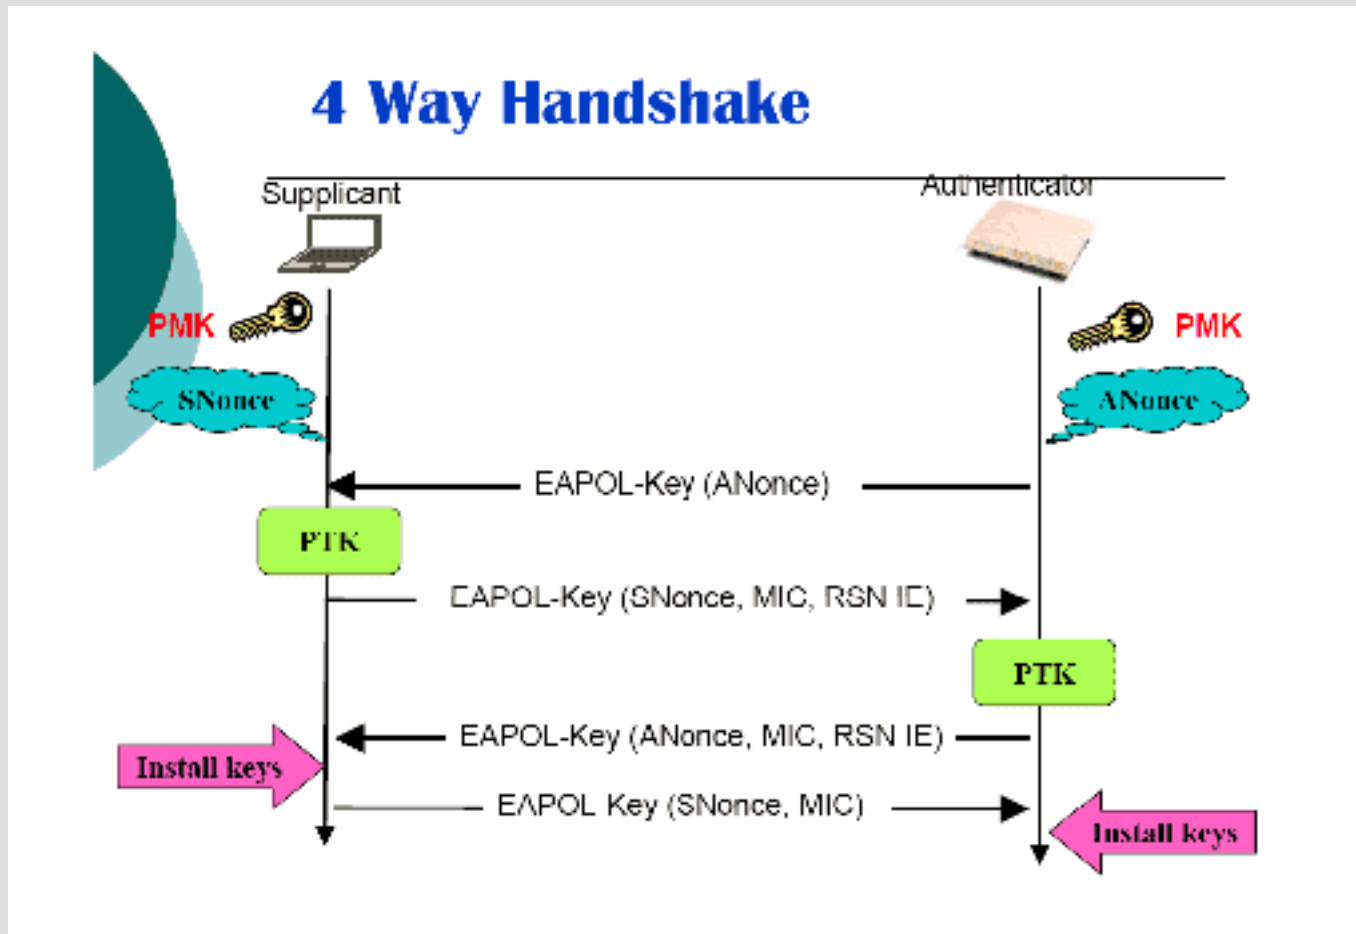 4 Way Handshake
Supplicant
Authenticator
PMK
PMK
SNonce
ANonce
EAPOL-Key (ANonce)
PTK
EAPOL-Key (SNonce, MIC, RSN IE)
PTK
EAPOL-Key (ANonce, MIC, RSN IE)
Install keys
EAPOL Key (SNonce, MIC)
Install keys